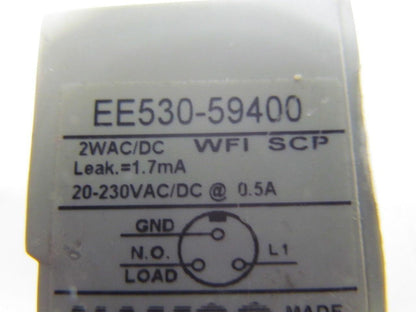 EE530-59400
2WAC/DC WFI SCP
Leak.=1.7mA
20-230VAC/DC @ 0.5A
GND
N.O. L1
LOAD
MADE